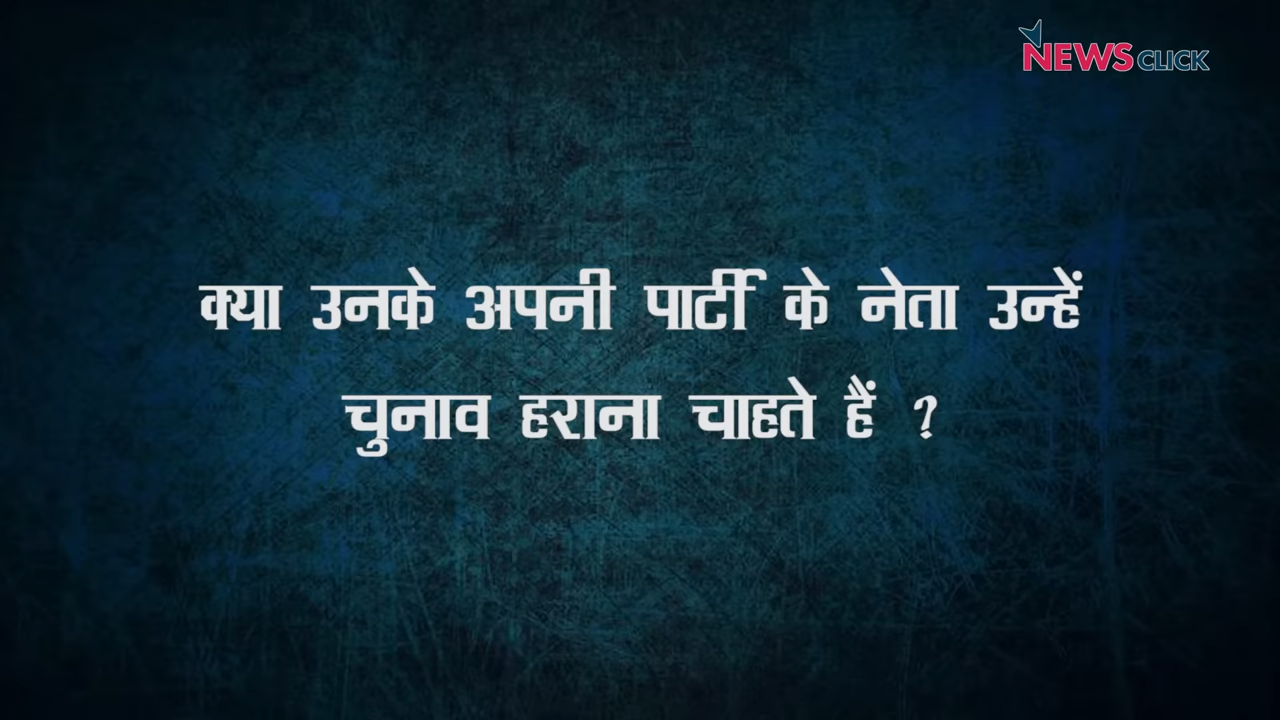 NEWSCLICK
क्या उनके अपनी पार्टी के नेता उन्हें
चुनाव हराना चाहते हैं ?